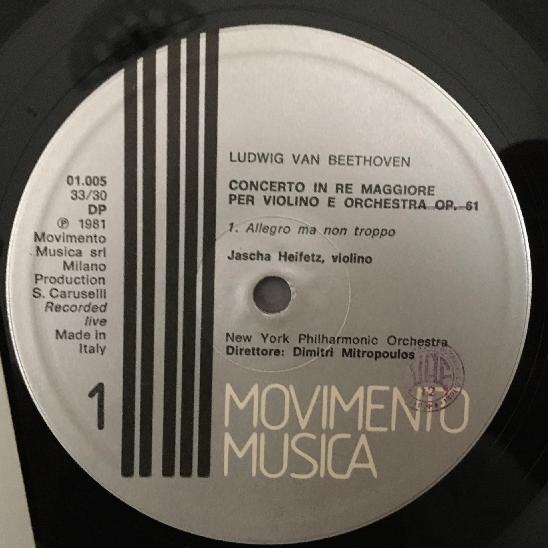 LUDWIG VAN BEETHOVEN
CONCERTO IN RE MAGGIORE
PER VIOLINO E ORCHESTRA OP. 61
1. Allegro ma non troppo
Jascha Heifetz, violino
01.005
33/30
DP
℗ 1981
Movimento
Musica srl
Milano
Production
S. Caruselli
Recorded
live
Made in
Italy
New York Philharmonic Orchestra
Direttore: Dimitri Mitropoulos
1
MOVIMENTO
MUSICA